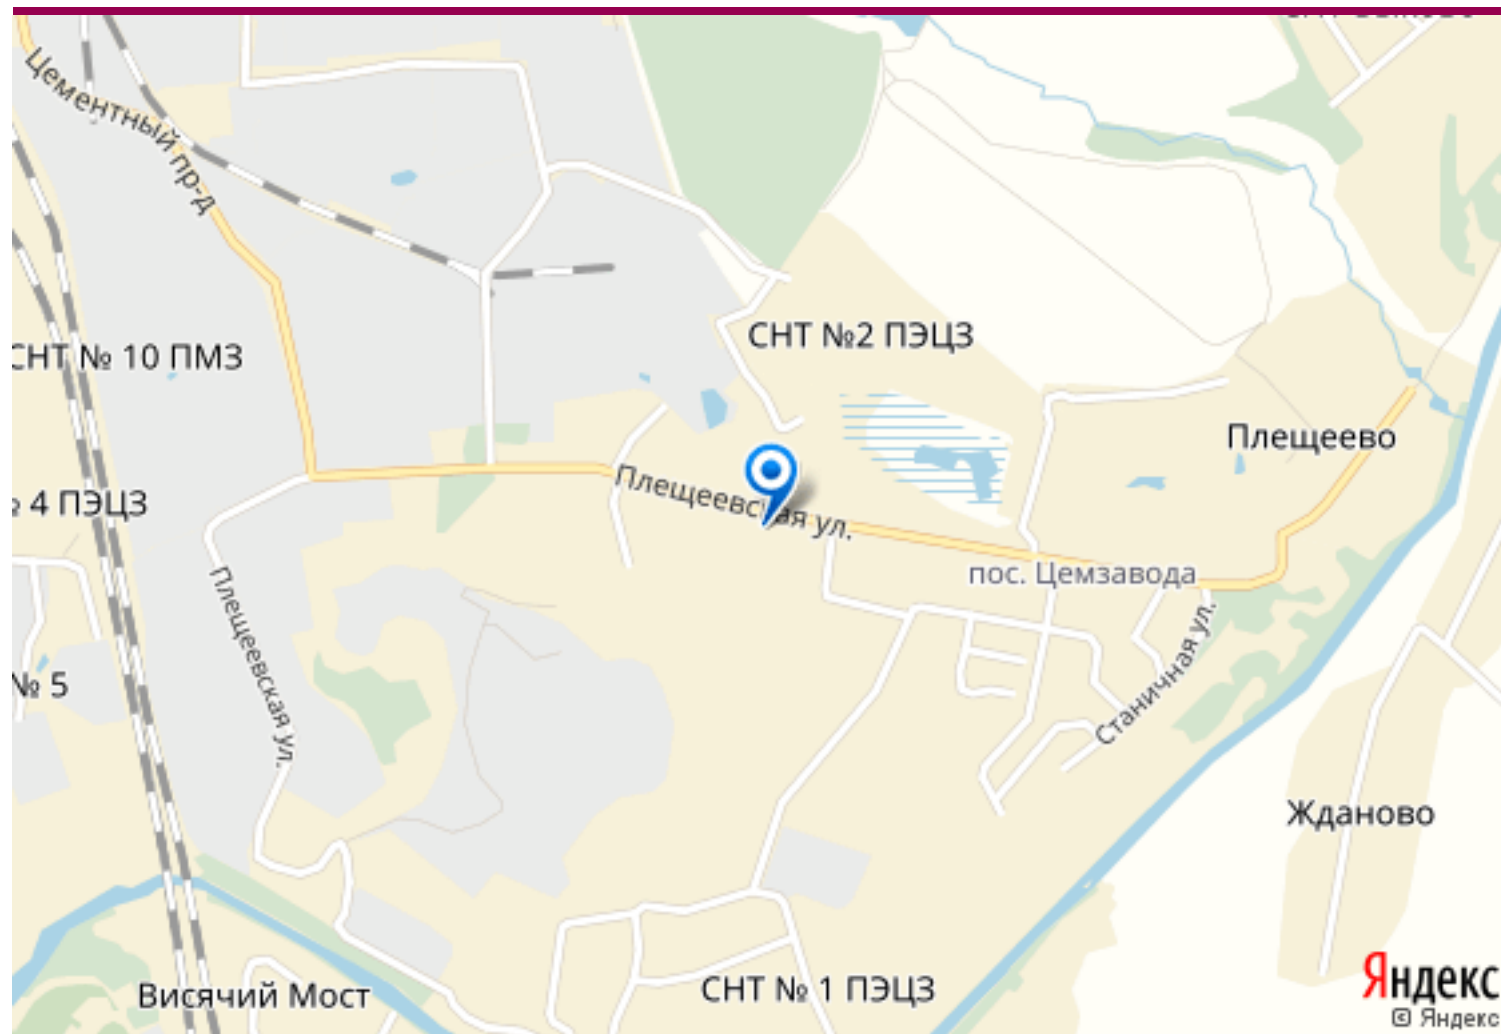 Цементный пр-д
СНТ №2 ПЭЦЗ
СНТ № 10 ПМЗ
Плещеево
4 ПЭЦЗ
Плещеевская ул.
пос. Цемзавода
Плещеевская ул.
Станичная ул.
№ 5
Жданово
Висячий Мост
СНТ № 1 ПЭЦЗ
Яндекс
© Яндекс